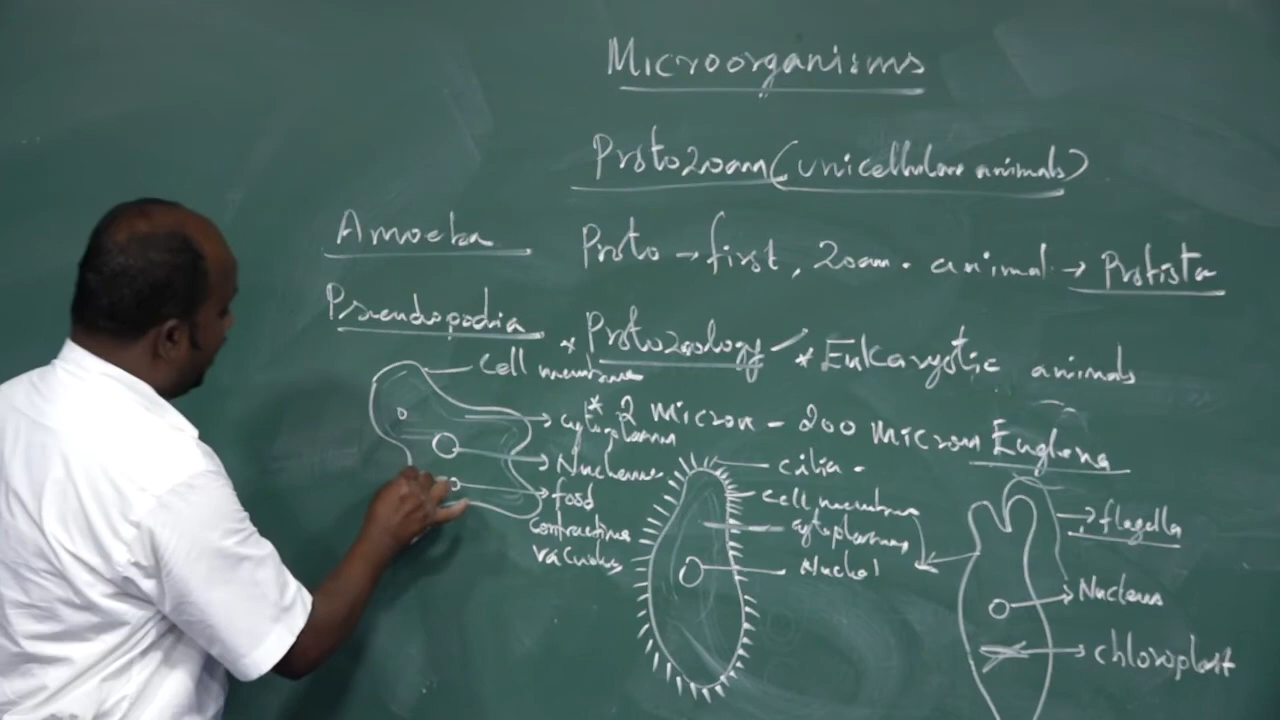 Microorganisms
Protozoan (unicellular animals)
Amoeba
Proto → first, zoan. animal → Protista
Pseudopodia
* Protozoology
* Eukaryotic animals
Cell membrane
cytoplasm
Nucleus
food
contractive
vacuoles
* 2 Micron - 200 Micron
cilia.
Cell membrane
cytoplasm
Nucleo
Euglena
flagella
Nucleus
chloroplast